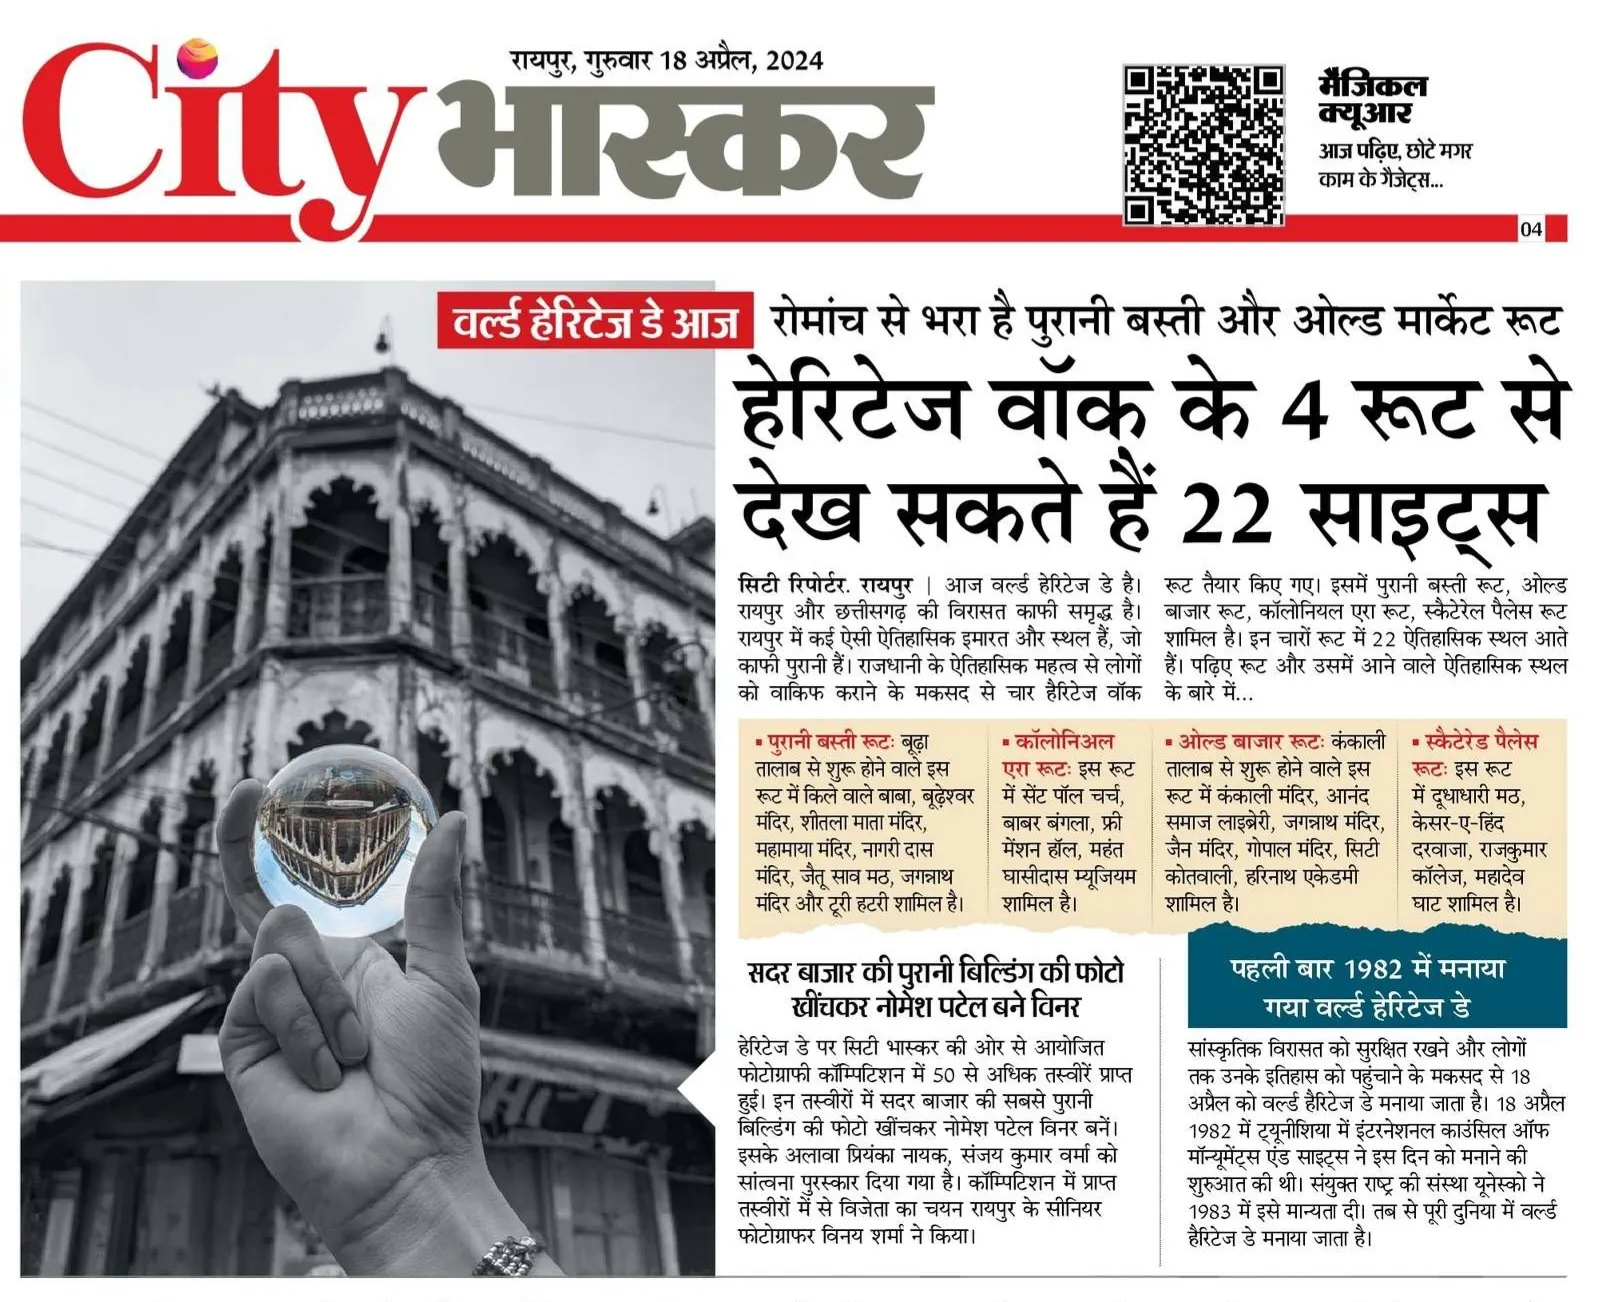 City भास्कर
रायपुर, गुरुवार 18 अप्रैल, 2024
मैजिकल
क्यूआर
आज पढ़िए, छोटे मगर
काम के गैजेट्स...
04
वर्ल्ड हेरिटेज डे आज
रोमांच से भरा है पुरानी बस्ती और ओल्ड मार्केट रूट
हेरिटेज वॉक के 4 रूट से
देख सकते हैं 22 साइट्स
सिटी रिपोर्टर. रायपुर | आज वर्ल्ड हेरिटेज डे है।
रायपुर और छत्तीसगढ़ की विरासत काफी समृद्ध है।
रायपुर में कई ऐसी ऐतिहासिक इमारत और स्थल हैं, जो
काफी पुरानी हैं। राजधानी के ऐतिहासिक महत्व से लोगों
को वाकिफ कराने के मकसद से चार हैरिटेज वॉक
रूट तैयार किए गए। इसमें पुरानी बस्ती रूट, ओल्ड
बाजार रूट, कॉलोनियल एरा रूट, स्कैटेरेल पैलेस रूट
शामिल है। इन चारों रूट में 22 ऐतिहासिक स्थल आते
हैं। पढ़िए रूट और उसमें आने वाले ऐतिहासिक स्थल
के बारे में...
▪ पुरानी बस्ती रूटः बूढ़ा
तालाब से शुरू होने वाले इस
रूट में किले वाले बाबा, बूढ़ेश्वर
मंदिर, शीतला माता मंदिर,
महामाया मंदिर, नागरी दास
मंदिर, जैतू साव मठ, जगन्नाथ
मंदिर और टूरी हटरी शामिल है।
▪ कॉलोनिअल
एरा रूटः इस रूट
में सेंट पॉल चर्च,
बाबर बंगला, फ्री
मेंशन हॉल, महंत
घासीदास म्यूजियम
शामिल है।
▪ ओल्ड बाजार रूटः कंकाली
तालाब से शुरू होने वाले इस
रूट में कंकाली मंदिर, आनंद
समाज लाइब्रेरी, जगन्नाथ मंदिर,
जैन मंदिर, गोपाल मंदिर, सिटी
कोतवाली, हरिनाथ एकेडमी
शामिल है।
▪ स्कैटेरेड पैलेस
रूटः इस रूट
में दूधाधारी मठ,
केसर-ए-हिंद
दरवाजा, राजकुमार
कॉलेज, महादेव
घाट शामिल है।
सदर बाजार की पुरानी बिल्डिंग की फोटो
खींचकर नोमेश पटेल बने विनर
हेरिटेज डे पर सिटी भास्कर की ओर से आयोजित
फोटोग्राफी कॉम्पिटिशन में 50 से अधिक तस्वीरें प्राप्त
हुईं। इन तस्वीरों में सदर बाजार की सबसे पुरानी
बिल्डिंग की फोटो खींचकर नोमेश पटेल विनर बनें।
इसके अलावा प्रियंका नायक, संजय कुमार वर्मा को
सांत्वना पुरस्कार दिया गया है। कॉम्पिटिशन में प्राप्त
तस्वीरों में से विजेता का चयन रायपुर के सीनियर
फोटोग्राफर विनय शर्मा ने किया।
पहली बार 1982 में मनाया
गया वर्ल्ड हेरिटेज डे
सांस्कृतिक विरासत को सुरक्षित रखने और लोगों
तक उनके इतिहास को पहुंचाने के मकसद से 18
अप्रैल को वर्ल्ड हैरिटेज डे मनाया जाता है। 18 अप्रैल
1982 में ट्यूनीशिया में इंटरनेशनल काउंसिल ऑफ
मॉन्यूमेंट्स एंड साइट्स ने इस दिन को मनाने की
शुरुआत की थी। संयुक्त राष्ट्र की संस्था यूनेस्को ने
1983 में इसे मान्यता दी। तब से पूरी दुनिया में वर्ल्ड
हैरिटेज डे मनाया जाता है।